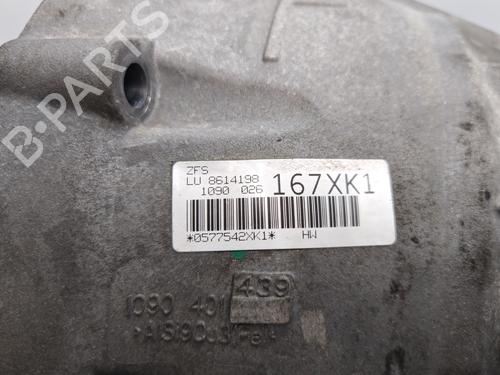 B-PARTS
ZFS
LU 8614198
1090 026
167XK1
*0577542XK1* HW
1090 401 439